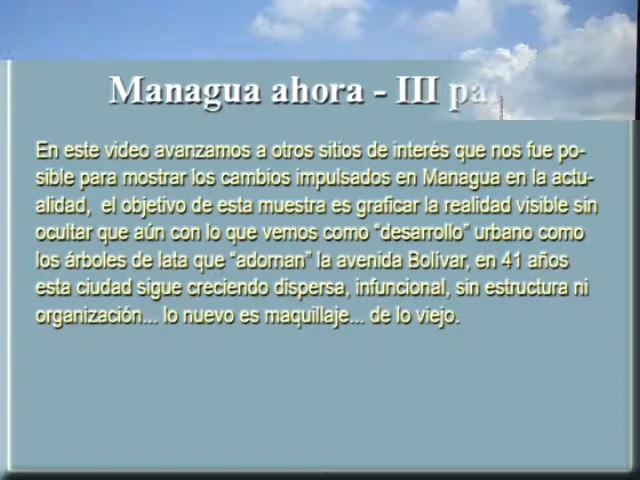 Managua ahora - III pa
En este video avanzamos a otros sitios de interés que nos fue po-
sible para mostrar los cambios impulsados en Managua en la actu-
alidad, el objetivo de esta muestra es graficar la realidad visible sin
ocultar que aún con lo que vemos como “desarrollo” urbano como
los árboles de lata que “adornan” la avenida Bolívar, en 41 años
esta ciudad sigue creciendo dispersa, infuncional, sin estructura ni
organización... lo nuevo es maquillaje... de lo viejo.